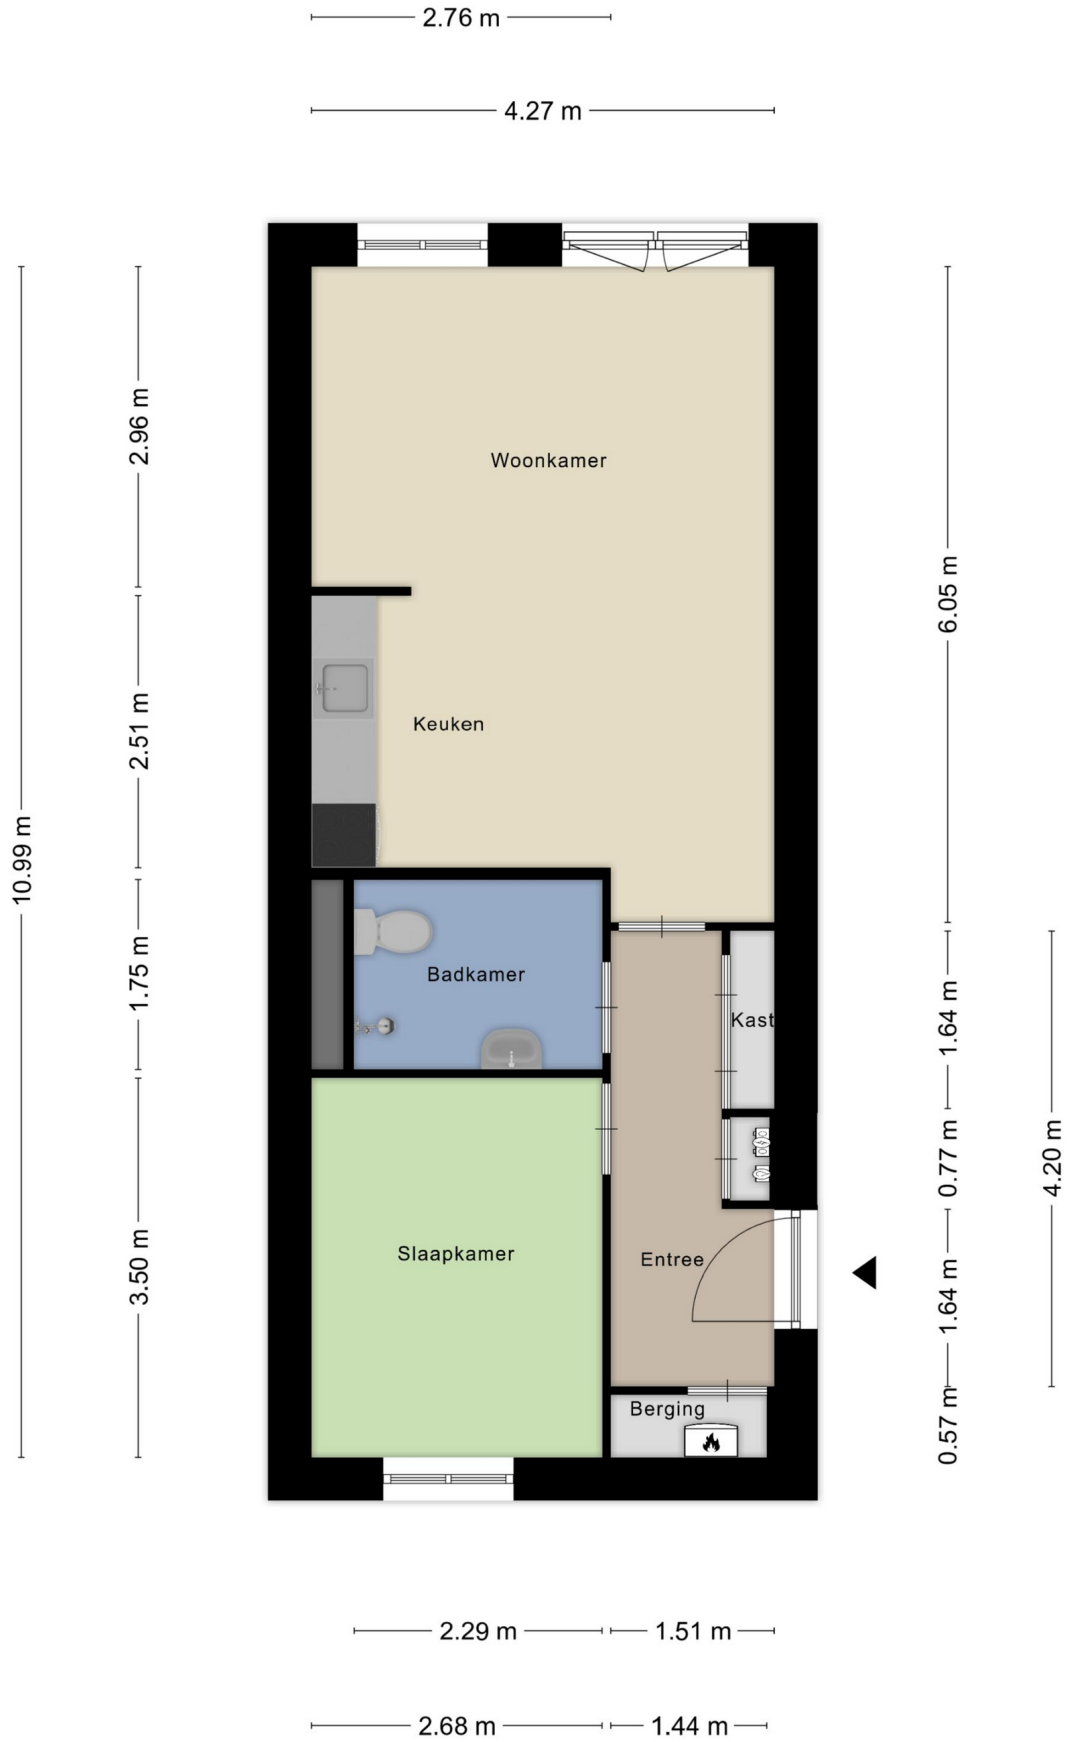 2.76 m
4.27 m
Woonkamer
2.96 m
6.05 m
Keuken
2.51 m
10.99 m
Badkamer
1.75 m
Kast
1.64 m
0.77 m
4.20 m
Slaapkamer
Entree
3.50 m
1.64 m
Berging
0.57 m
2.29 m
1.51 m
2.68 m
1.44 m